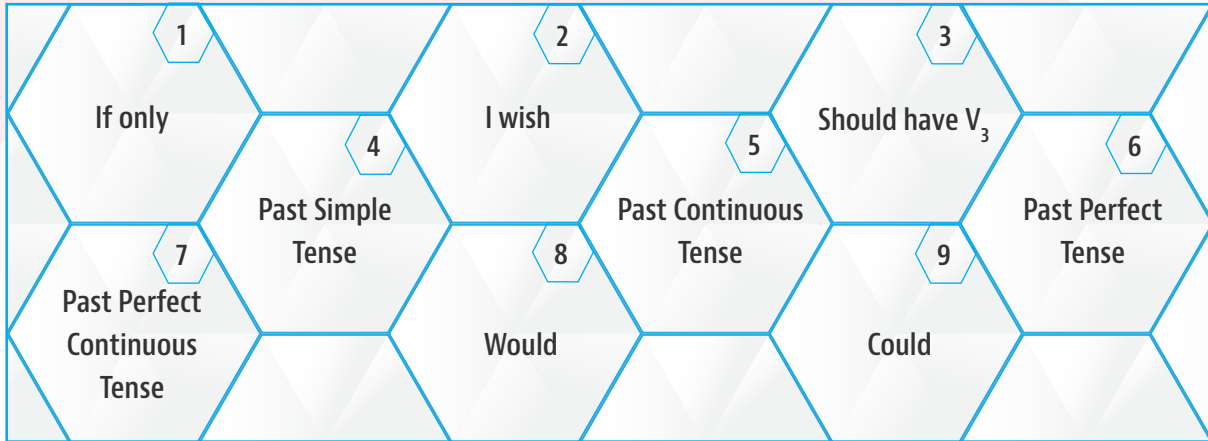 1
If only
2
I wish
3
Should have V₃
4
Past Simple
Tense
5
Past Continuous
Tense
6
Past Perfect
Tense
7
Past Perfect
Continuous
Tense
8
Would
9
Could